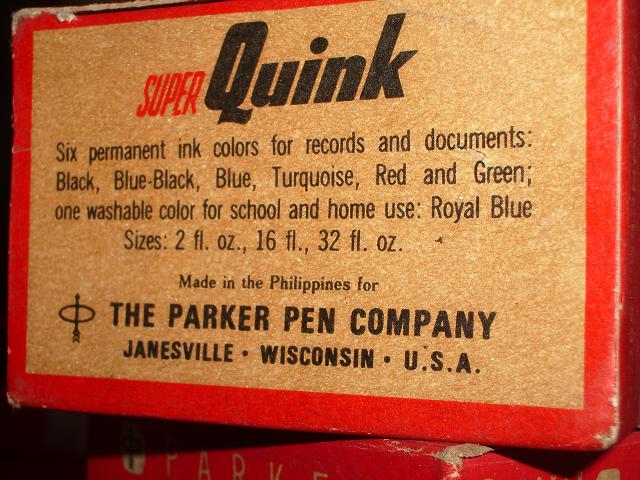 SUPER Quink
Six permanent ink colors for records and documents:
Black, Blue-Black, Blue, Turquoise, Red and Green;
one washable color for school and home use: Royal Blue
Sizes: 2 fl. oz., 16 fl., 32 fl. oz.
Made in the Philippines for
THE PARKER PEN COMPANY
JANESVILLE · WISCONSIN · U.S.A.
PARKE